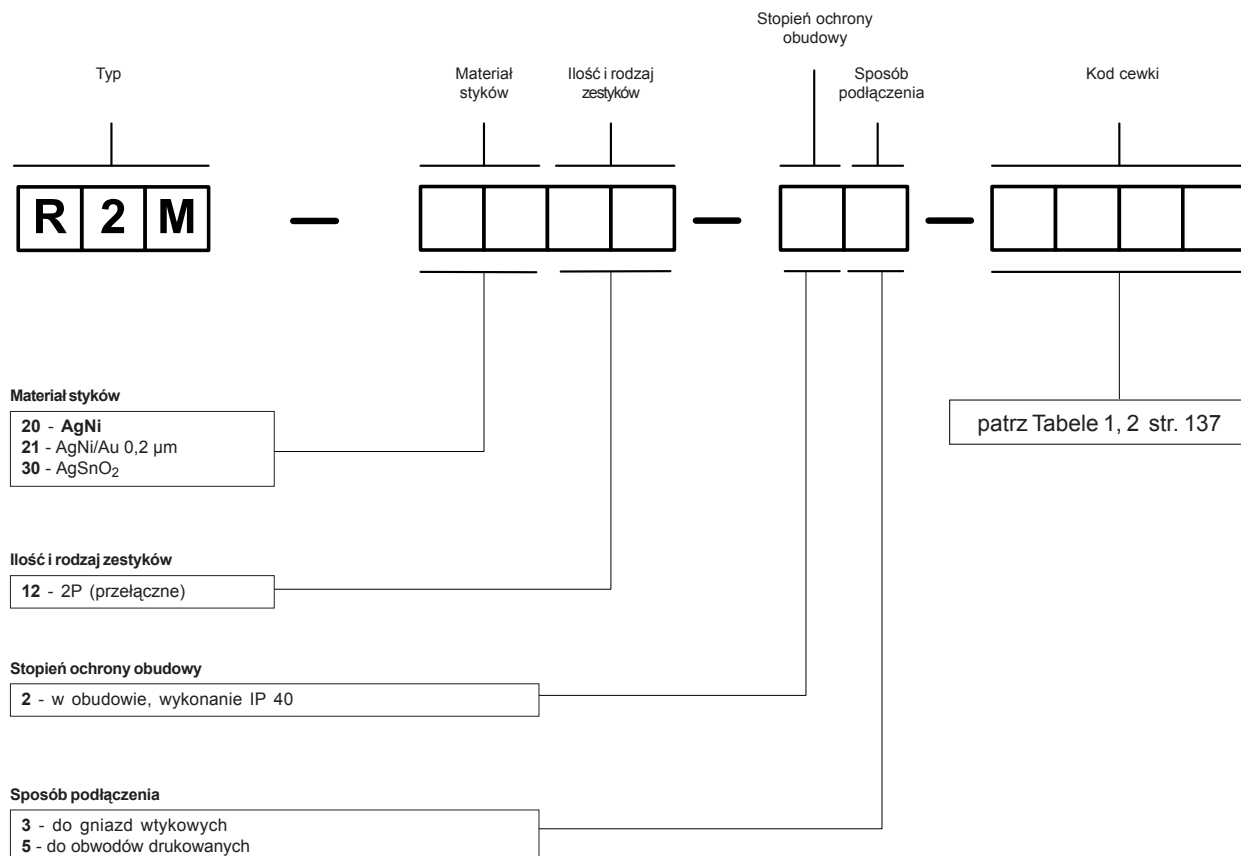 Stopień ochrony
obudowy
Typ
Materiał
styków
Ilość i rodzaj
zestyków
Sposób
podłączenia
Kod cewki
R 2 M — — —
Materiał styków
20 - AgNi
21 - AgNi/Au 0,2 µm
30 - AgSnO2
patrz Tabele 1, 2 str. 137
Ilość i rodzaj zestyków
12 - 2P (przełączne)
Stopień ochrony obudowy
2 - w obudowie, wykonanie IP 40
Sposób podłączenia
3 - do gniazd wtykowych
5 - do obwodów drukowanych